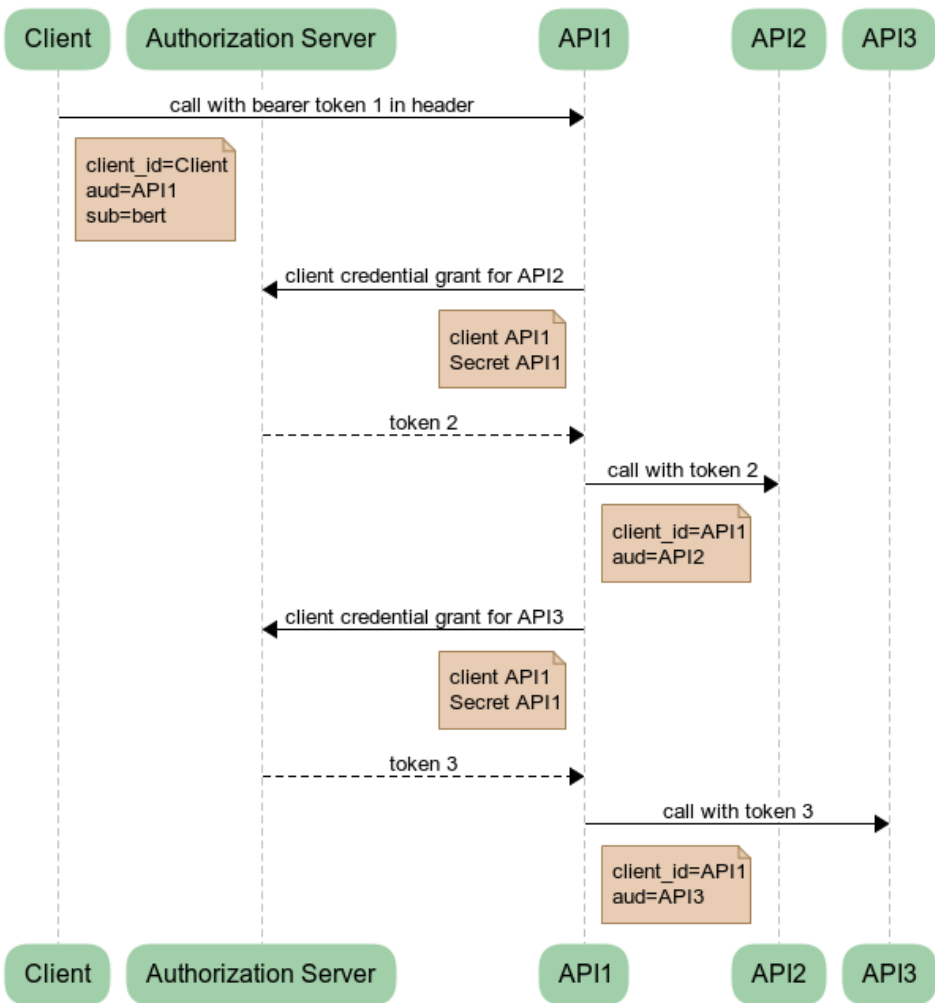 Client
Authorization Server
API1
API2
API3
call with bearer token 1 in header
client_id=Client
aud=API1
sub=bert
client credential grant for API2
client API1
Secret API1
token 2
call with token 2
client_id=API1
aud=API2
client credential grant for API3
client API1
Secret API1
token 3
call with token 3
client_id=API1
aud=API3
Client
Authorization Server
API1
API2
API3